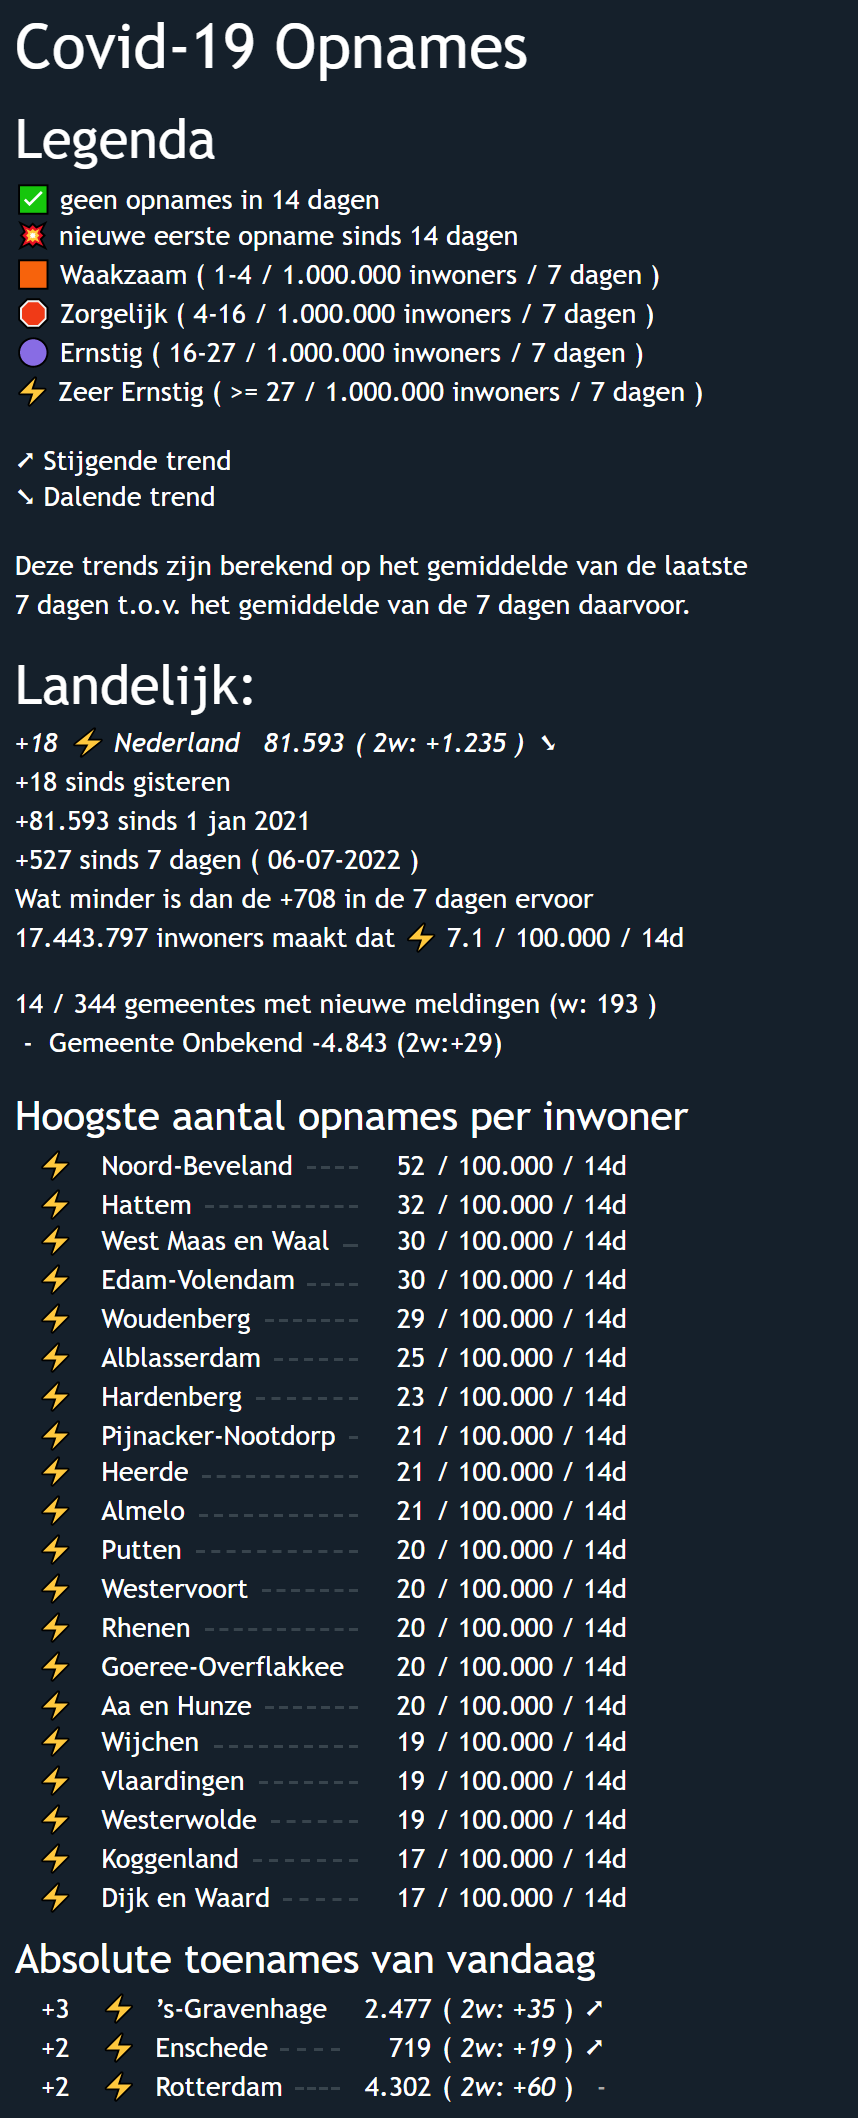 Covid-19 Opnames
Legenda
✅ geen opnames in 14 dagen
💥 nieuwe eerste opname sinds 14 dagen
🟧 Waakzaam ( 1-4 / 1.000.000 inwoners / 7 dagen )
🛑 Zorgelijk ( 4-16 / 1.000.000 inwoners / 7 dagen )
🟣 Ernstig ( 16-27 / 1.000.000 inwoners / 7 dagen )
⚡ Zeer Ernstig ( >= 27 / 1.000.000 inwoners / 7 dagen )
➚ Stijgende trend
➘ Dalende trend
Deze trends zijn berekend op het gemiddelde van de laatste
7 dagen t.o.v. het gemiddelde van de 7 dagen daarvoor.
Landelijk:
+18 ⚡ Nederland 81.593 ( 2w: +1.235 ) ➘
+18 sinds gisteren
+81.593 sinds 1 jan 2021
+527 sinds 7 dagen ( 06-07-2022 )
Wat minder is dan de +708 in de 7 dagen ervoor
17.443.797 inwoners maakt dat ⚡ 7.1 / 100.000 / 14d
14 / 344 gemeentes met nieuwe meldingen (w: 193 )
- Gemeente Onbekend -4.843 (2w:+29)
Hoogste aantal opnames per inwoner
⚡ Noord-Beveland ---- 52 / 100.000 / 14d
⚡ Hattem ----------- 32 / 100.000 / 14d
⚡ West Maas en Waal - 30 / 100.000 / 14d
⚡ Edam-Volendam ---- 30 / 100.000 / 14d
⚡ Woudenberg ------- 29 / 100.000 / 14d
⚡ Alblasserdam ------ 25 / 100.000 / 14d
⚡ Hardenberg ------- 23 / 100.000 / 14d
⚡ Pijnacker-Nootdorp - 21 / 100.000 / 14d
⚡ Heerde ----------- 21 / 100.000 / 14d
⚡ Almelo ----------- 21 / 100.000 / 14d
⚡ Putten ----------- 20 / 100.000 / 14d
⚡ Westervoort ------- 20 / 100.000 / 14d
⚡ Rhenen ----------- 20 / 100.000 / 14d
⚡ Goeree-Overflakkee 20 / 100.000 / 14d
⚡ Aa en Hunze ------- 20 / 100.000 / 14d
⚡ Wijchen ---------- 19 / 100.000 / 14d
⚡ Vlaardingen ------- 19 / 100.000 / 14d
⚡ Westerwolde ------ 19 / 100.000 / 14d
⚡ Koggenland ------- 17 / 100.000 / 14d
⚡ Dijk en Waard ----- 17 / 100.000 / 14d
Absolute toenames van vandaag
+3 ⚡ ’s-Gravenhage 2.477 ( 2w: +35 ) ➚
+2 ⚡ Enschede ---- 719 ( 2w: +19 ) ➚
+2 ⚡ Rotterdam ---- 4.302 ( 2w: +60 ) -